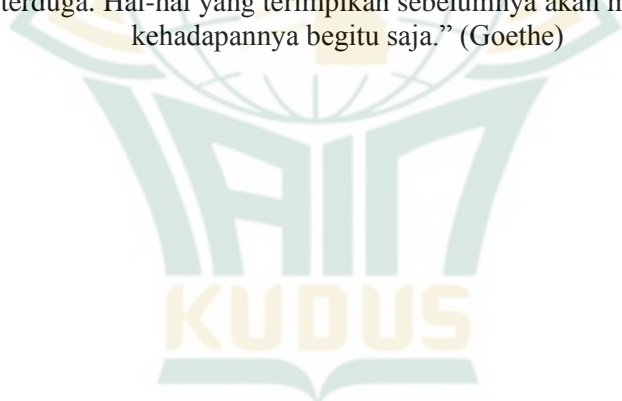 terduga. Hal-hal yang terimpikan sebelumnya akan
kehadapannya begitu saja.” (Goethe)
IAIN
KUDUS